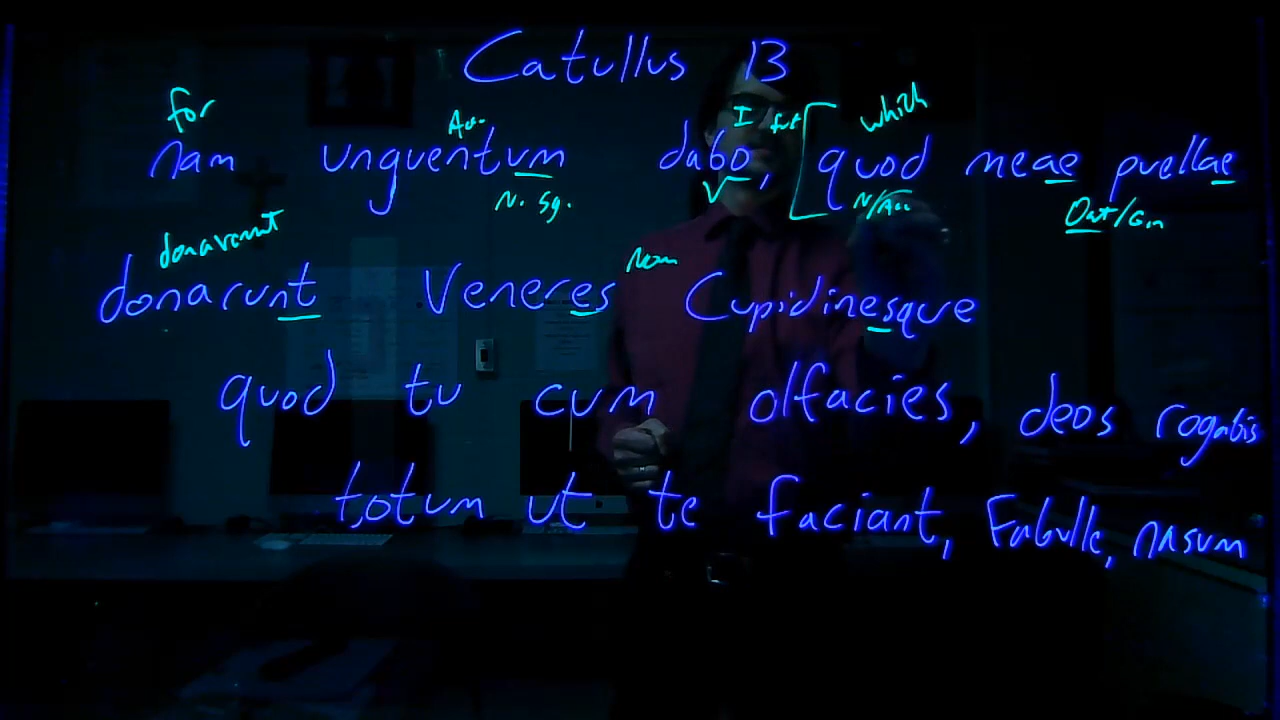 Catullus 13
for Acc. I fut which
nam unguentum dabo, [quod meae puellae
N. Sg. V N/Acc Dat/Gen
donaverunt Nom
donarunt Veneres Cupidinesque
quod tu cum olfacies, deos rogabis
totum ut te faciant, Fabulle, nasum